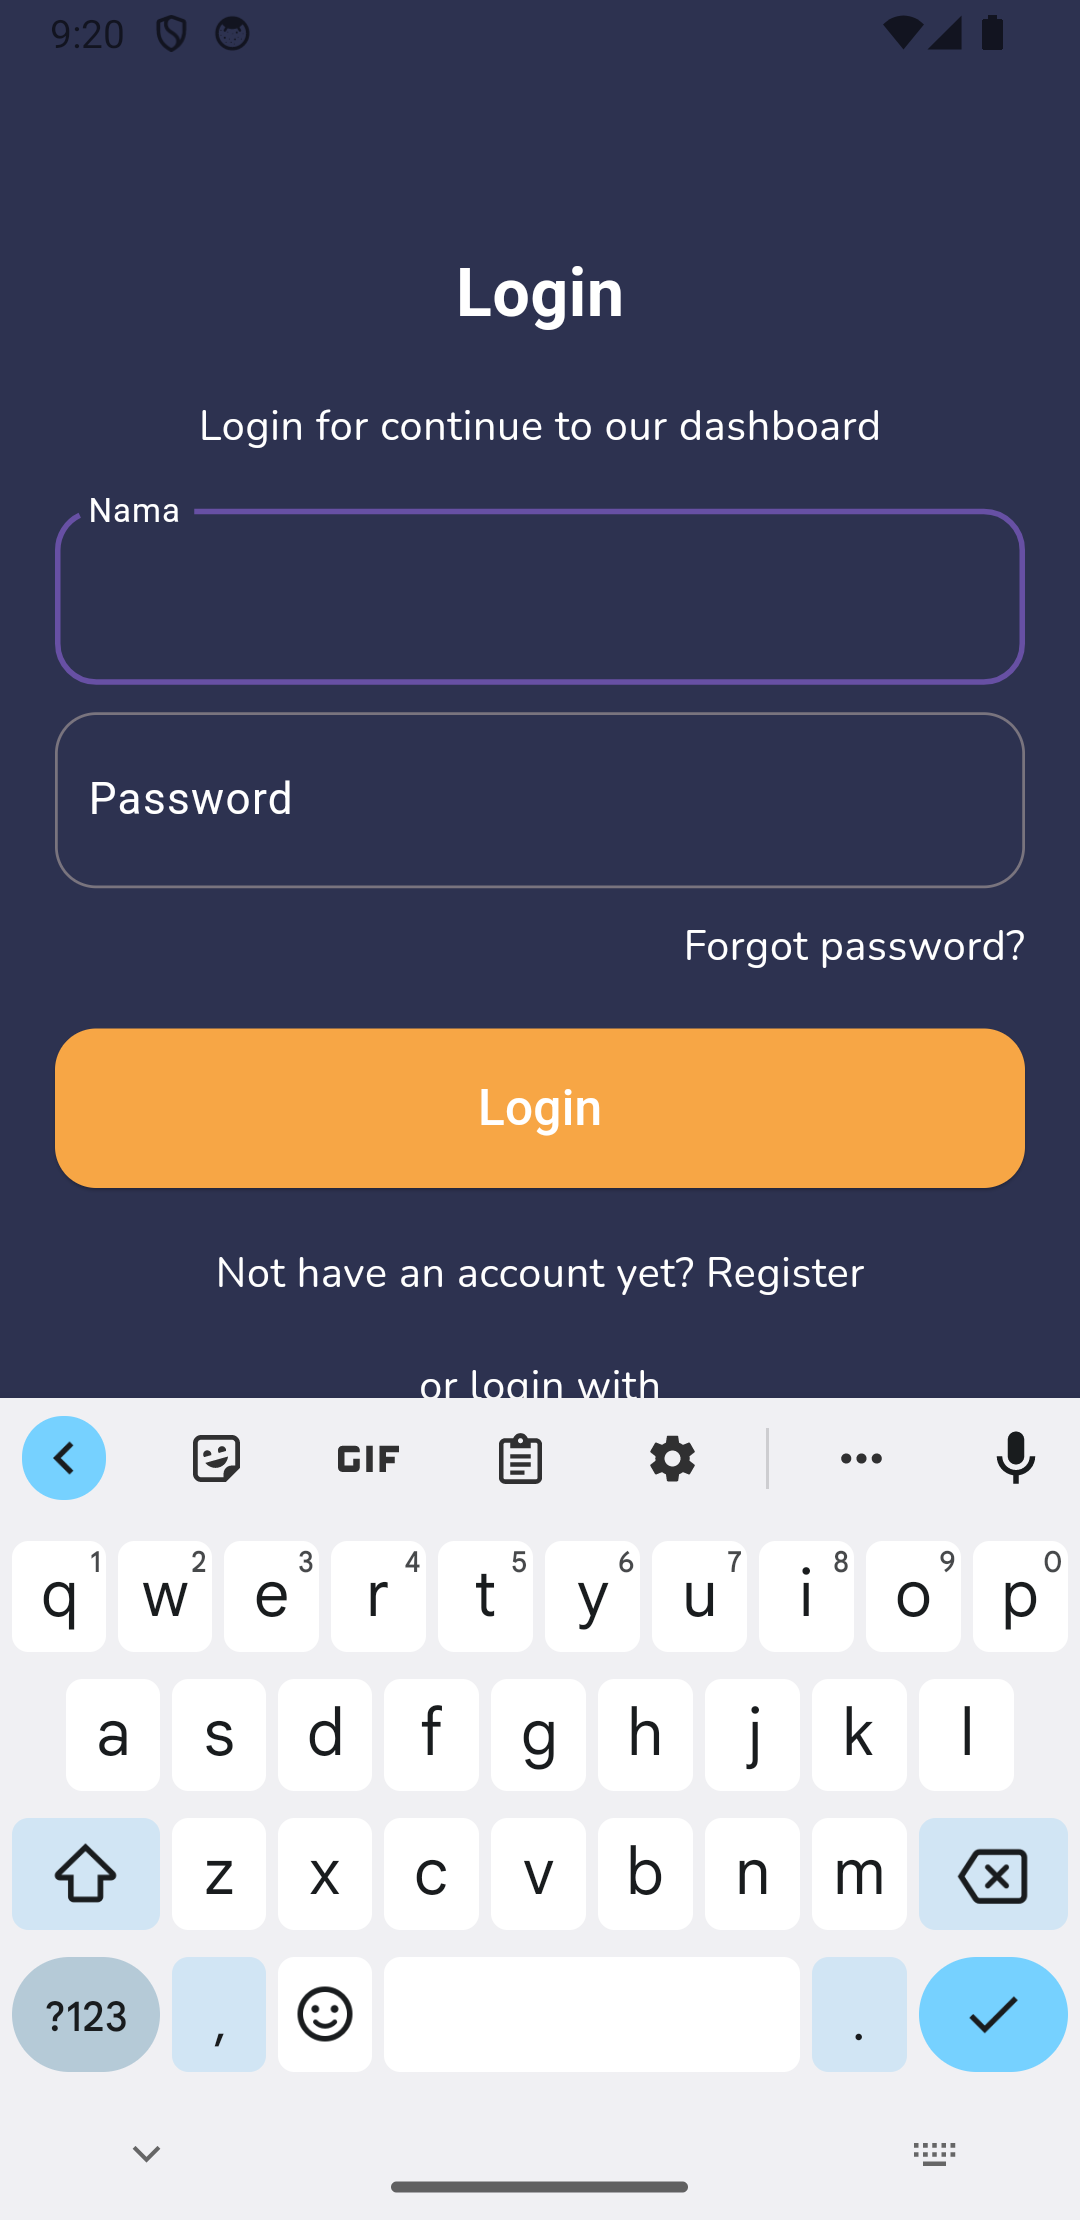 9:20
Login
Login for continue to our dashboard
Nama
Password
Forgot password?
Login
Not have an account yet? Register
or login with
GIF
q 1 w 2 e 3 r 4 t 5 y 6 u 7 i 8 o 9 p 0
a s d f g h j k l
z x c v b n m
?123 , .